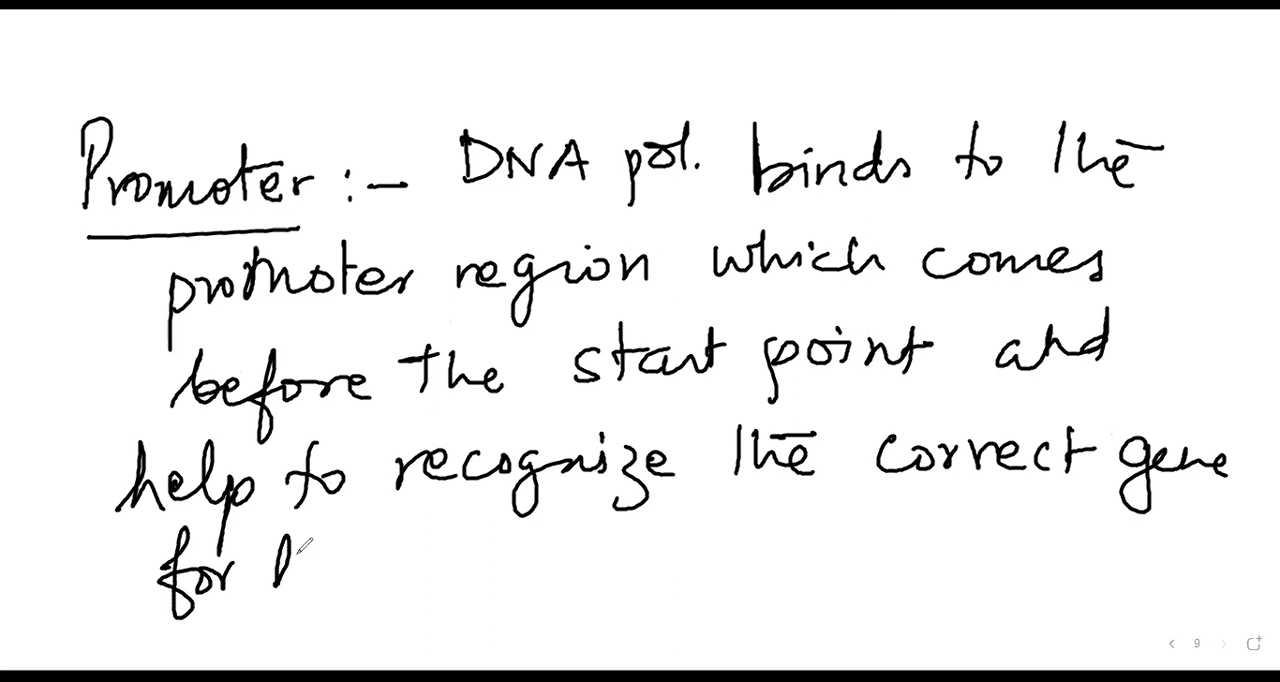 Promoter :- DNA pol. binds to the
promoter region which comes
before the start point and
help to recognize the correct gene
for
9